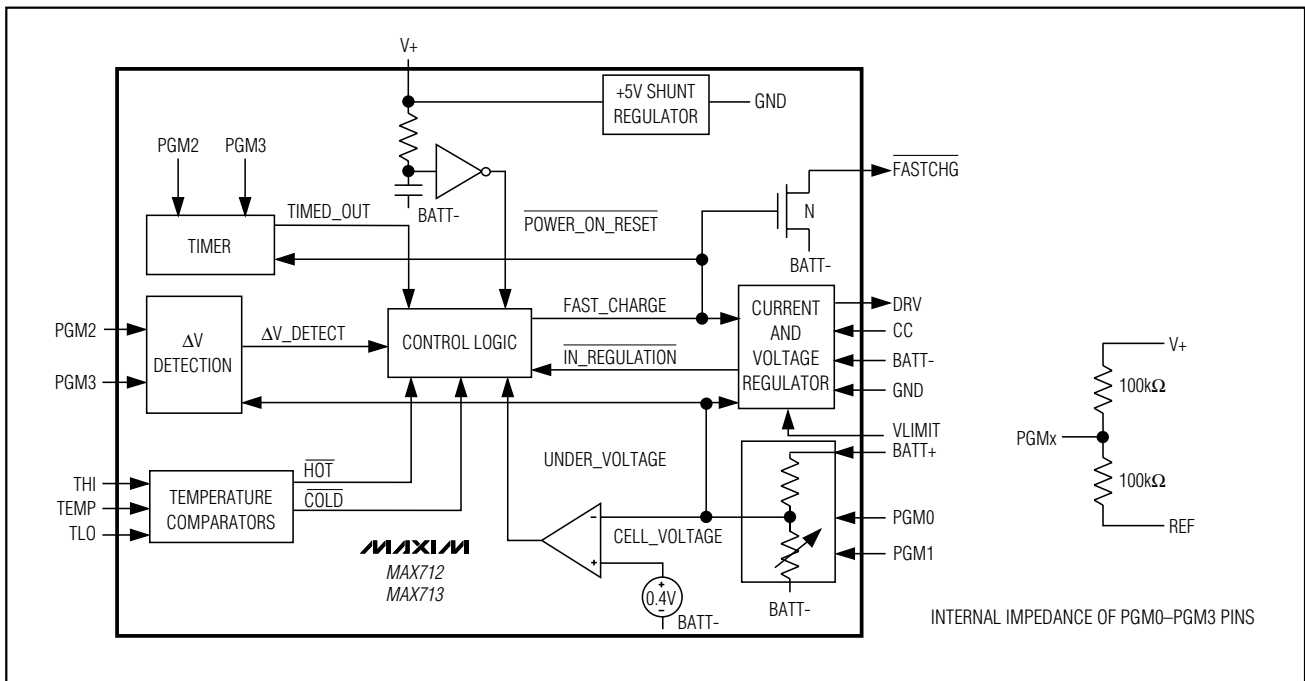 V+
+5V SHUNT
REGULATOR
GND
PGM2
PGM3
FASTCHG
TIMED_OUT
BATT-
POWER_ON_RESET
N
TIMER
BATT-
PGM2
ΔV
DETECTION
PGM3
ΔV_DETECT
CONTROL LOGIC
FAST_CHARGE
IN_REGULATION
CURRENT
AND
VOLTAGE
REGULATOR
DRV
CC
BATT-
GND
VLIMIT
BATT+
V+
100kΩ
PGMx
100kΩ
REF
THI
TEMP
TLO
TEMPERATURE
COMPARATORS
HOT
COLD
UNDER_VOLTAGE
-
CELL_VOLTAGE
+
PGM0
PGM1
MAXIM
MAX712
MAX713
+
0.4V
-
BATT-
BATT-
INTERNAL IMPEDANCE OF PGM0–PGM3 PINS